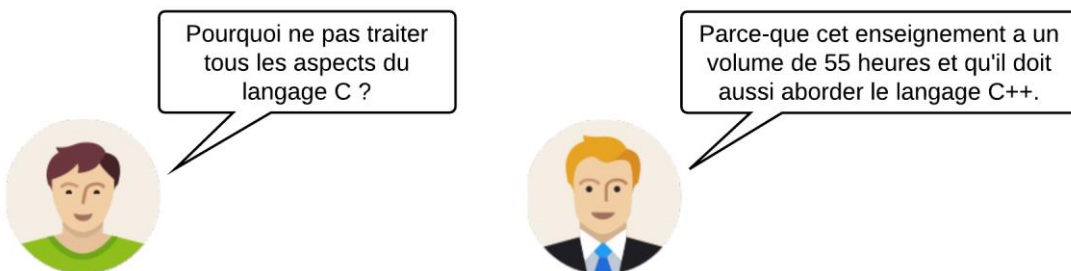 Pourquoi ne pas traiter
tous les aspects du
langage C ?
Parce-que cet enseignement a un
volume de 55 heures et qu'il doit
aussi aborder le langage C++.